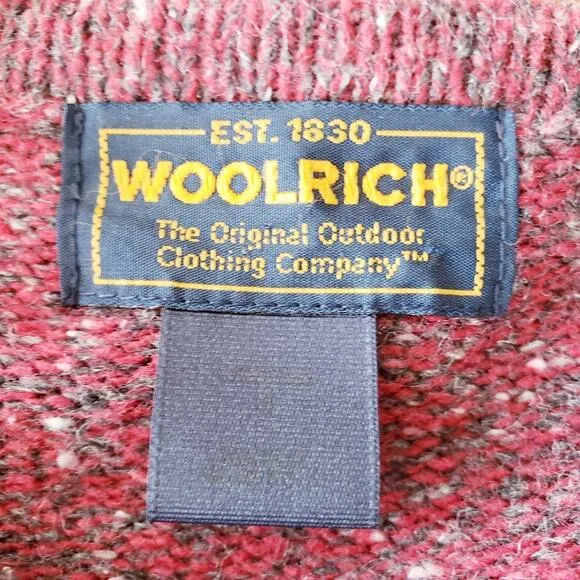 EST. 1830
WOOLRICH®
The Original Outdoor
Clothing Company™